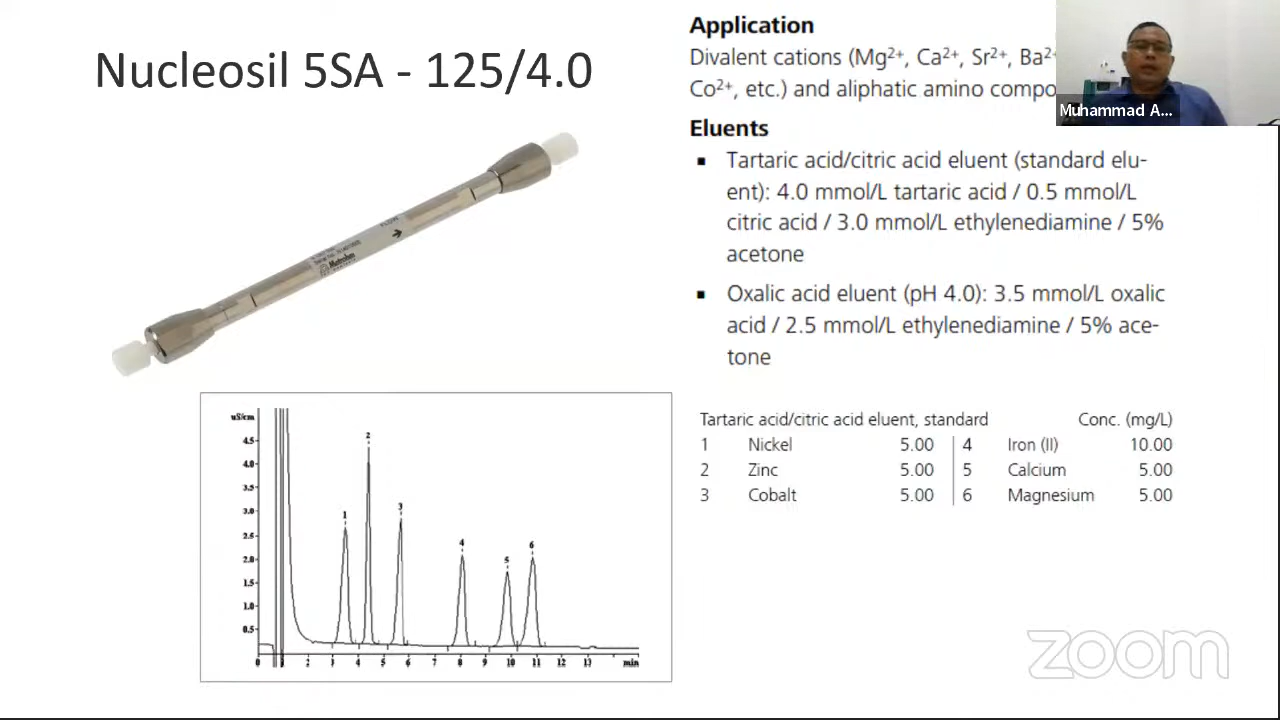 Nucleosil 5SA - 125/4.0
Application
Divalent cations (Mg²⁺, Ca²⁺, Sr²⁺, Ba²⁺
Co²⁺, etc.) and aliphatic amino compo
Muhammad A...
Eluents
▪ Tartaric acid/citric acid eluent (standard elu-
ent): 4.0 mmol/L tartaric acid / 0.5 mmol/L
citric acid / 3.0 mmol/L ethylenediamine / 5%
acetone
▪ Oxalic acid eluent (pH 4.0): 3.5 mmol/L oxalic
acid / 2.5 mmol/L ethylenediamine / 5% ace-
tone
FLOW
Metrohm
uS/cm
4.5
4.0
3.5
3.0
2.5
2.0
1.5
1.0
0.5
1
2
3
4
5
6
0 1 2 3 4 5 6 7 8 9 10 11 12 13 min
Tartaric acid/citric acid eluent, standard Conc. (mg/L)
1 Nickel 5.00 4 Iron (II) 10.00
2 Zinc 5.00 5 Calcium 5.00
3 Cobalt 5.00 6 Magnesium 5.00
zoom